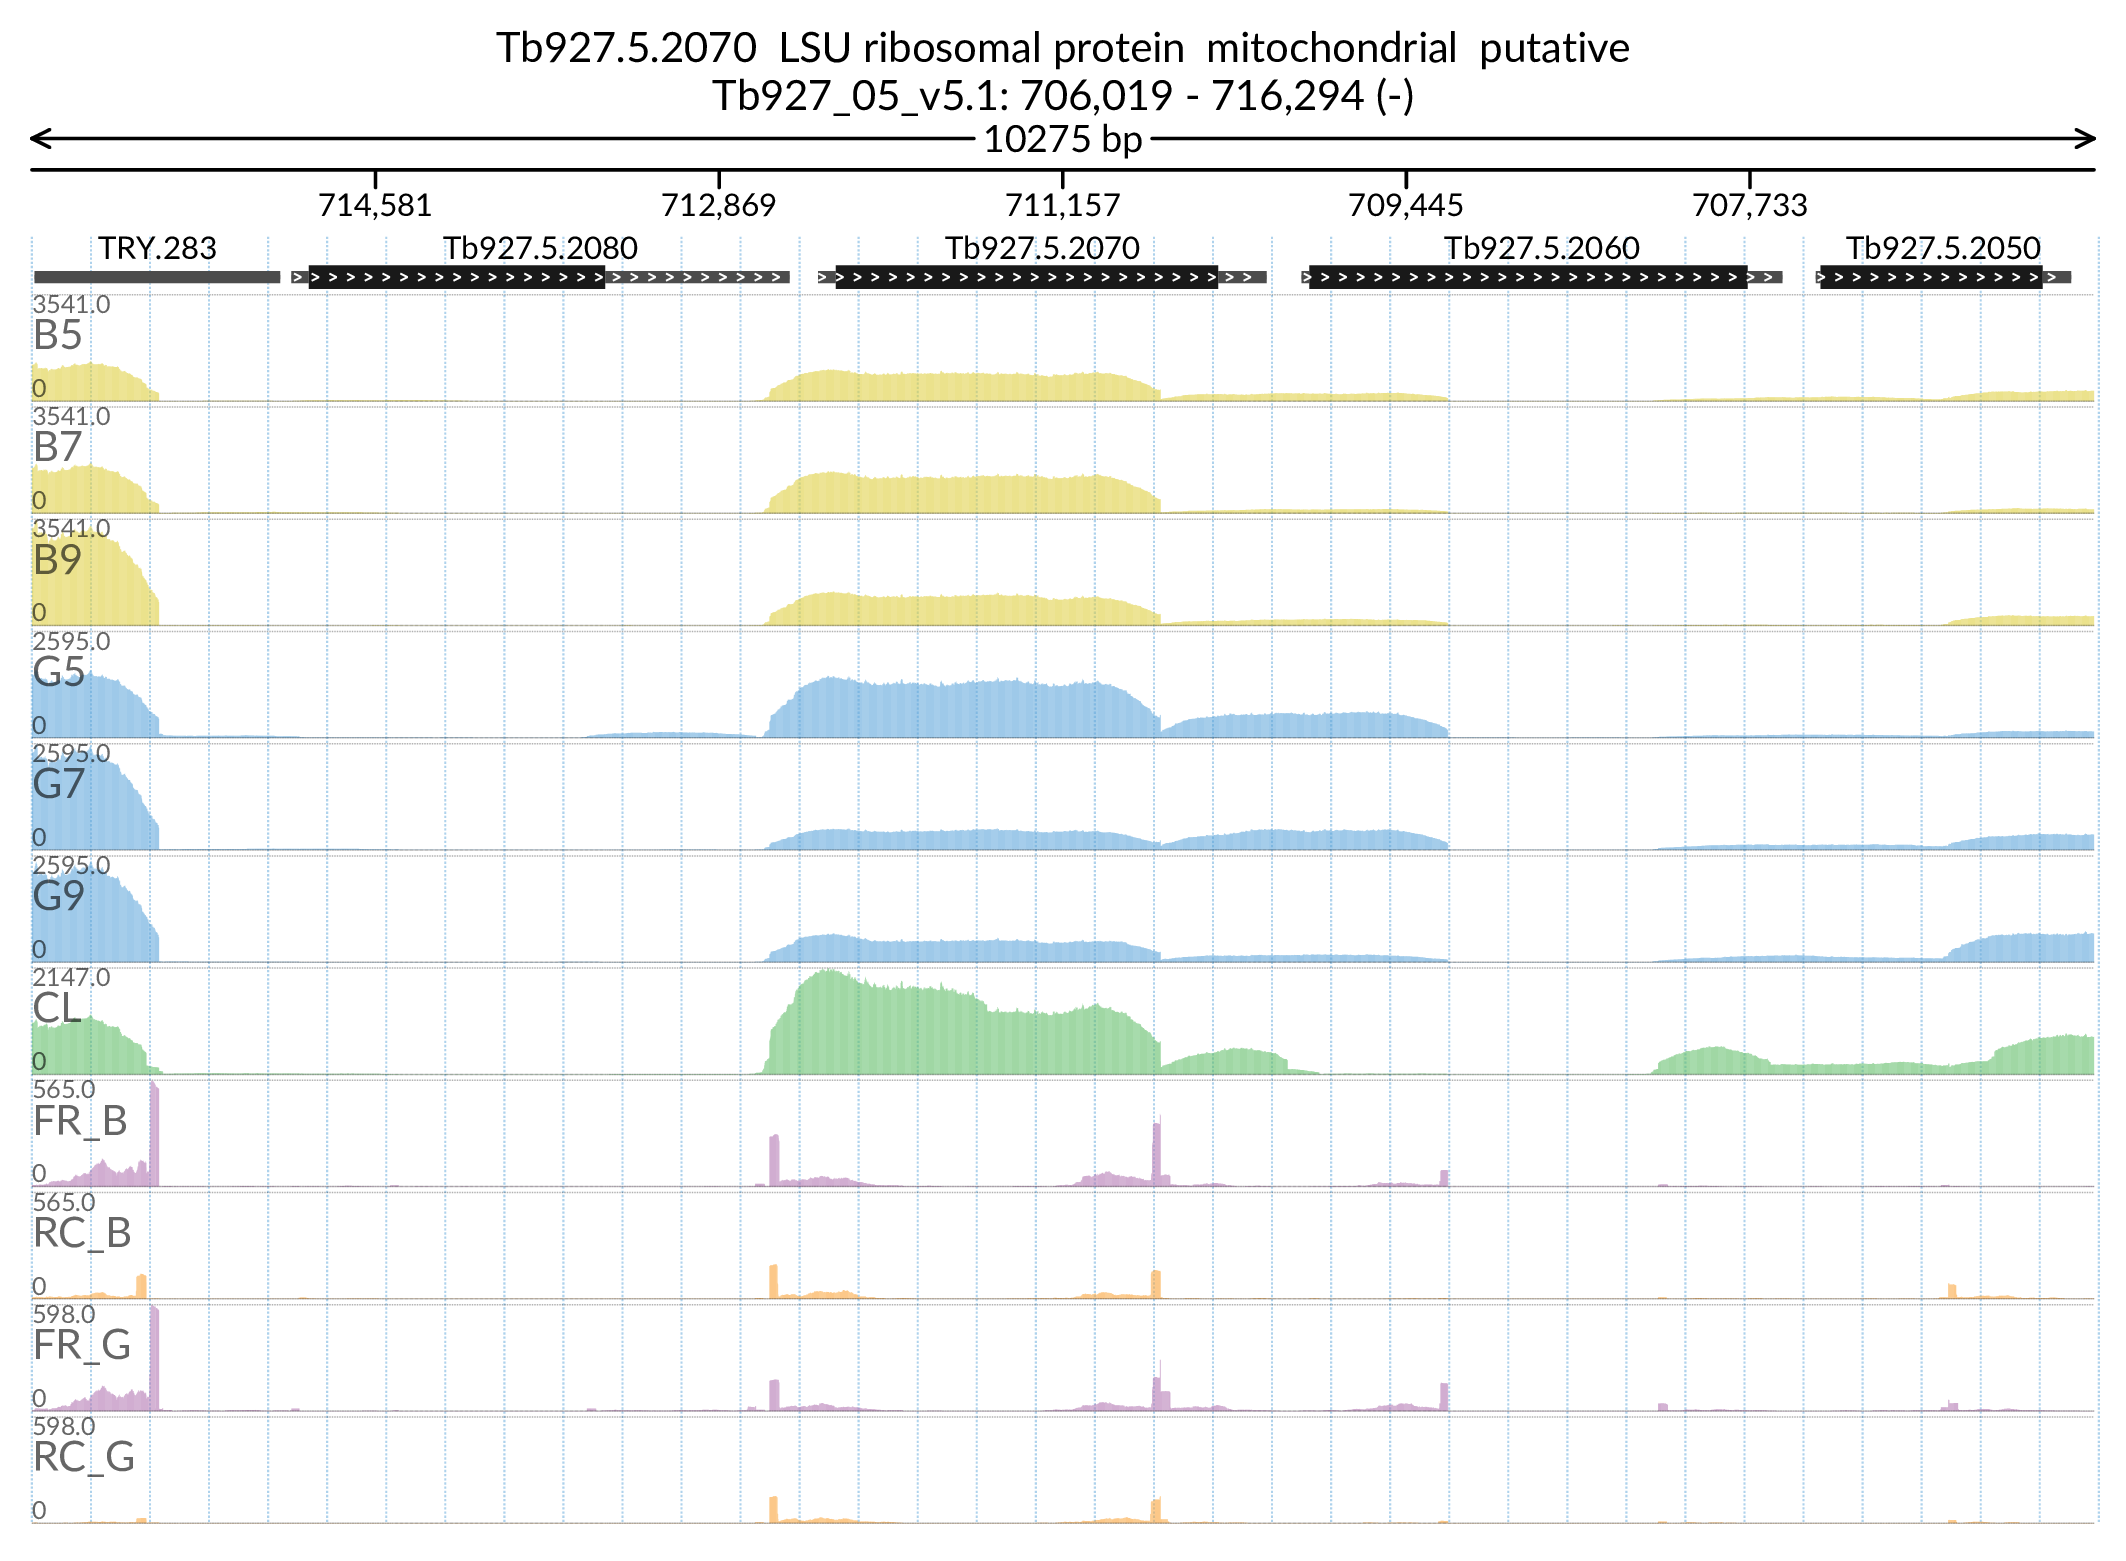 Tb927.5.2070 LSU ribosomal protein mitochondrial putative
Tb927_05_v5.1: 706,019 - 716,294 (-)
10275 bp
714,581 712,869 711,157 709,445 707,733
TRY.283 Tb927.5.2080 Tb927.5.2070 Tb927.5.2060 Tb927.5.2050
3541.0
B5
0
3541.0
B7
0
3541.0
B9
0
2595.0
G5
0
2595.0
G7
0
2595.0
G9
0
2147.0
CL
0
565.0
FR_B
0
565.0
RC_B
0
598.0
FR_G
0
598.0
RC_G
0